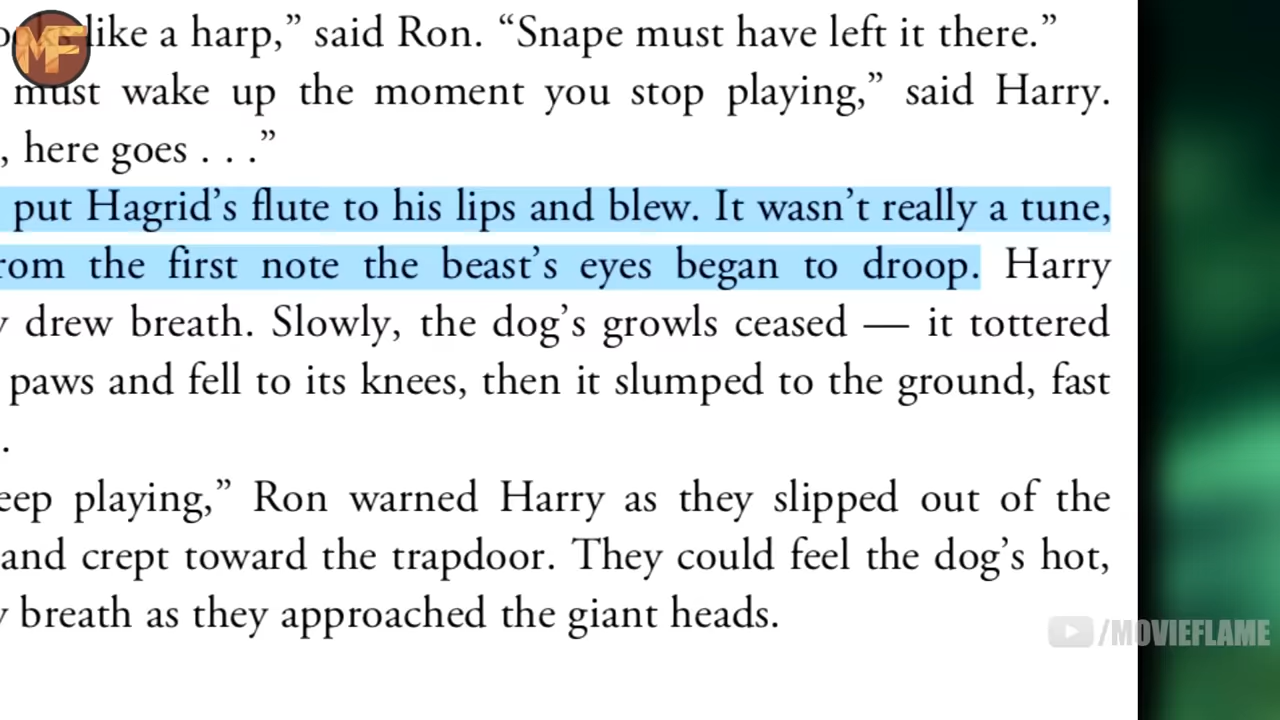 MF
like a harp,” said Ron. “Snape must have left it there.”
must wake up the moment you stop playing,” said Harry.
, here goes . . .”
put Hagrid’s flute to his lips and blew. It wasn’t really a tune,
rom the first note the beast’s eyes began to droop. Harry
y drew breath. Slowly, the dog’s growls ceased — it tottered
paws and fell to its knees, then it slumped to the ground, fast
.
eep playing,” Ron warned Harry as they slipped out of the
and crept toward the trapdoor. They could feel the dog’s hot,
y breath as they approached the giant heads.
/MOVIEFLAME